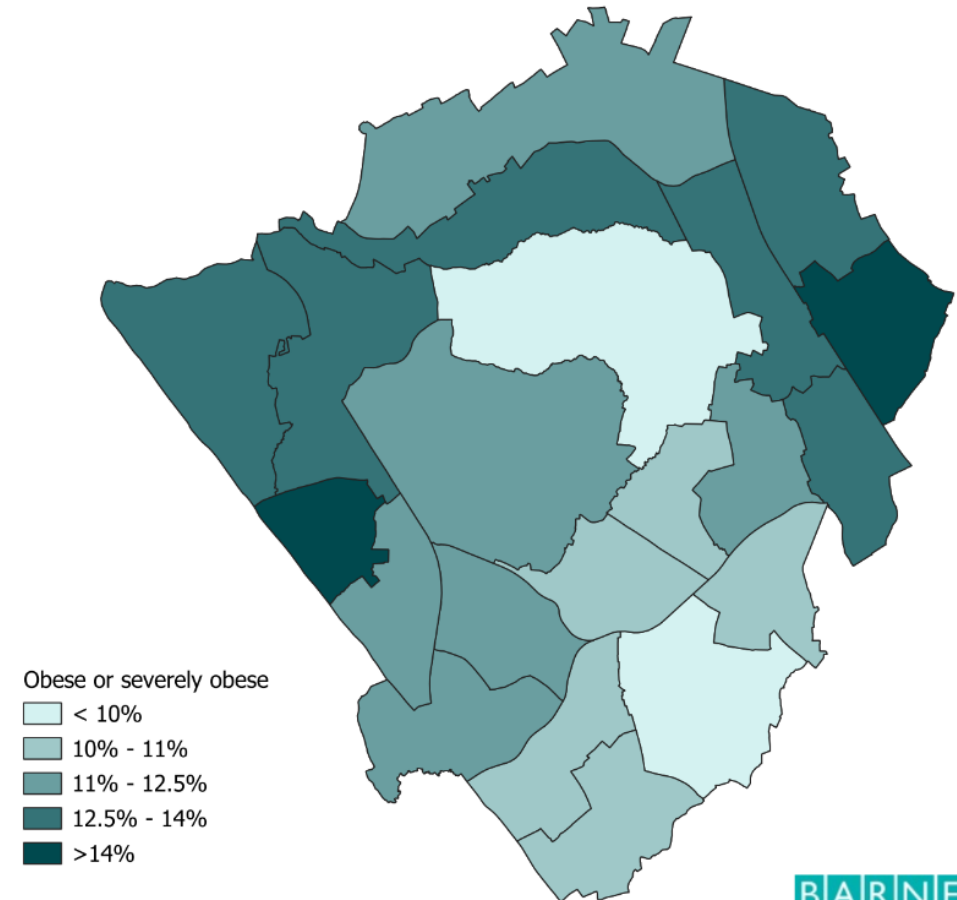 Obese or severely obese
< 10%
10% - 11%
11% - 12.5%
12.5% - 14%
>14%